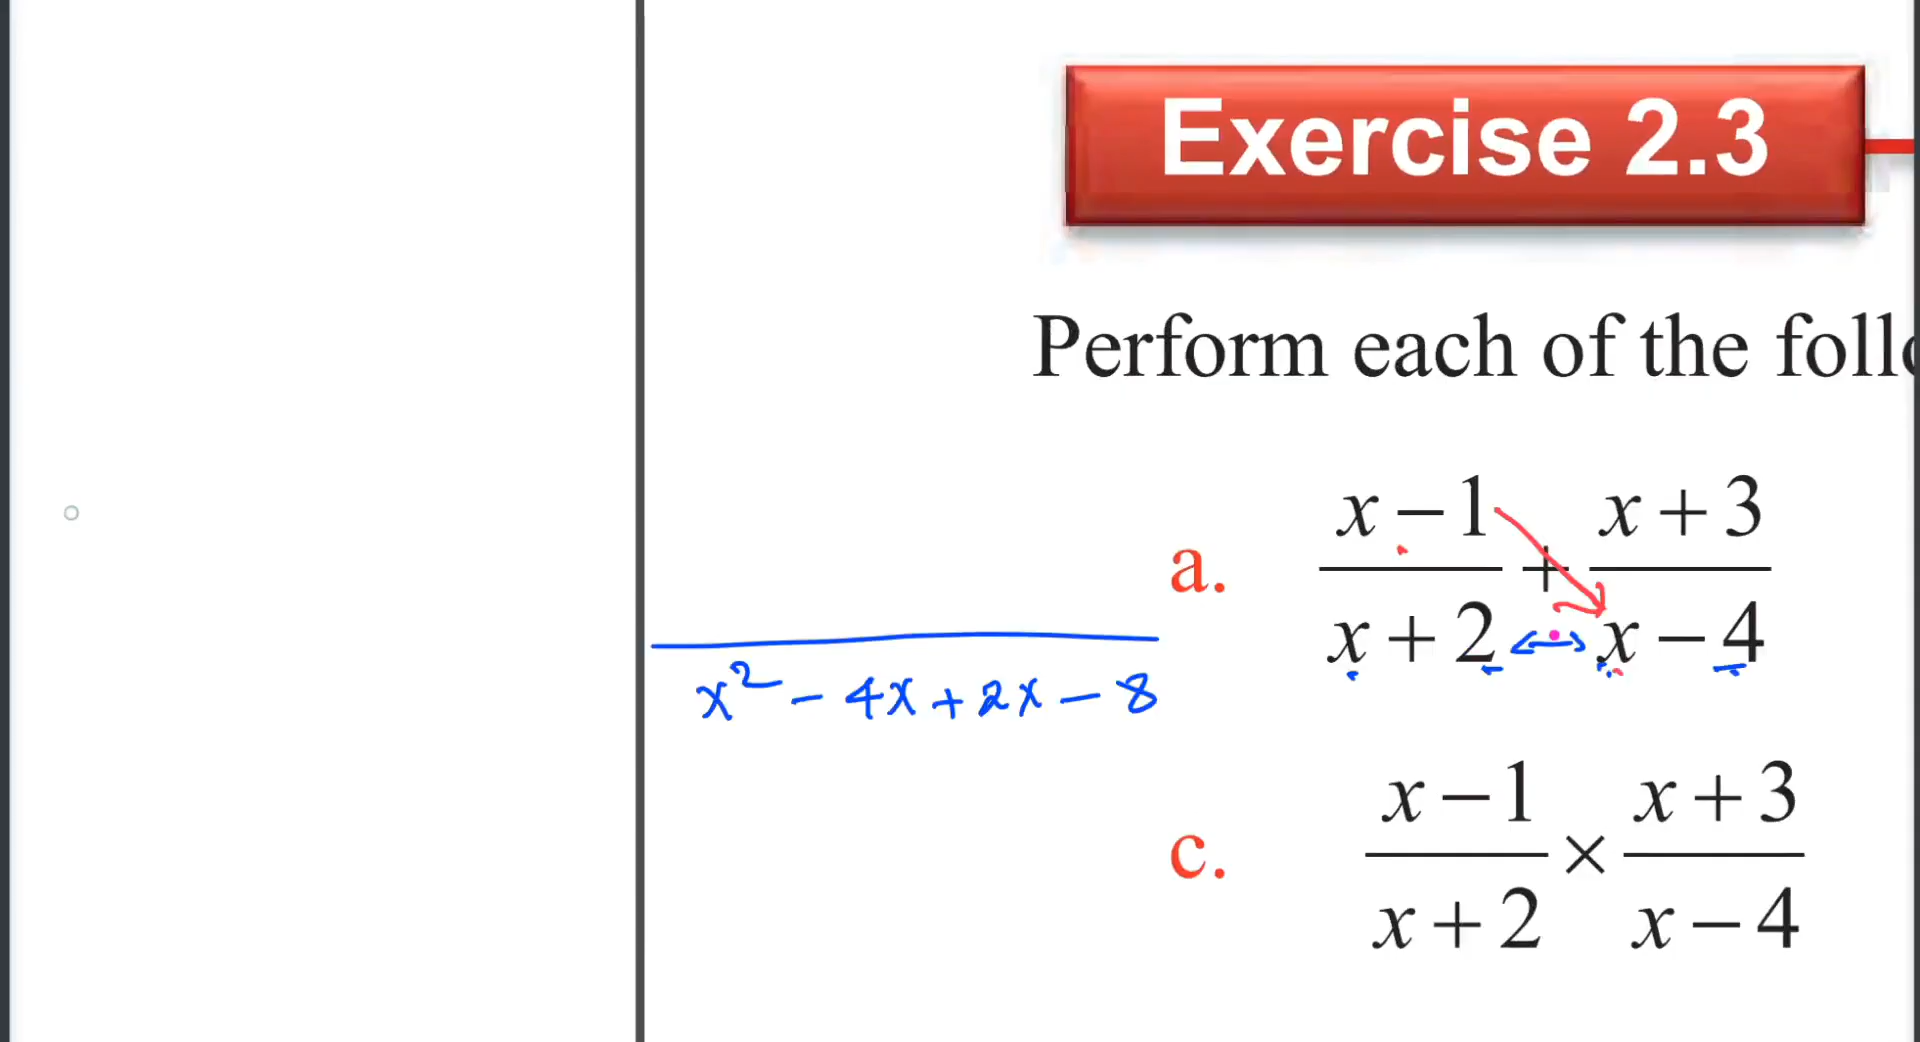 Exercise 2.3
Perform each of the foll
a. (x − 1)/(x + 2) + (x + 3)/(x − 4)
x² − 4x + 2x − 8
c. (x − 1)/(x + 2) × (x + 3)/(x − 4)